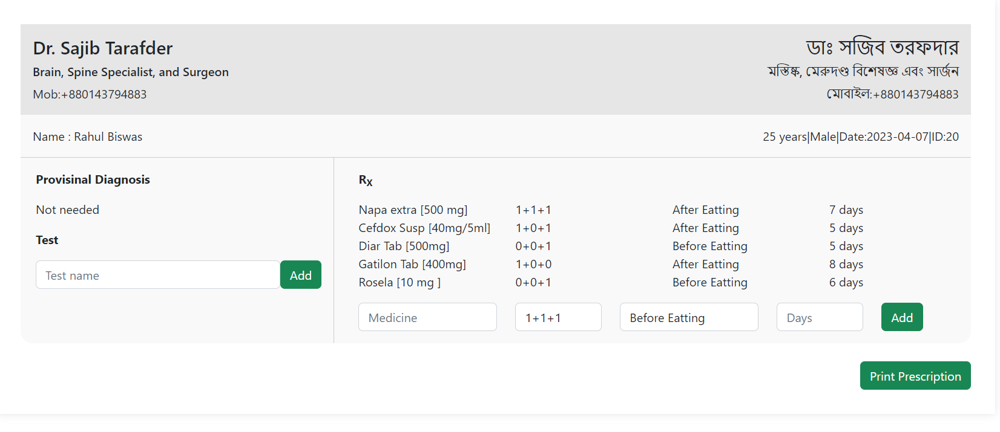 Dr. Sajib Tarafder
Brain, Spine Specialist, and Surgeon
Mob:+880143794883
ডাঃ সজিব তরফদার
মস্তিষ্ক, মেরুদণ্ড বিশেষজ্ঞ এবং সার্জন
মোবাইল:+880143794883
Name : Rahul Biswas
25 years|Male|Date:2023-04-07|ID:20
Provisinal Diagnosis
Not needed
Test
Test name
Add
RX
Napa extra [500 mg] 1+1+1 After Eatting 7 days
Cefdox Susp [40mg/5ml] 1+0+1 After Eatting 5 days
Diar Tab [500mg] 0+0+1 Before Eatting 5 days
Gatilon Tab [400mg] 1+0+0 After Eatting 8 days
Rosela [10 mg ] 0+0+1 Before Eatting 6 days
Medicine 1+1+1 Before Eatting Days Add
Print Prescription